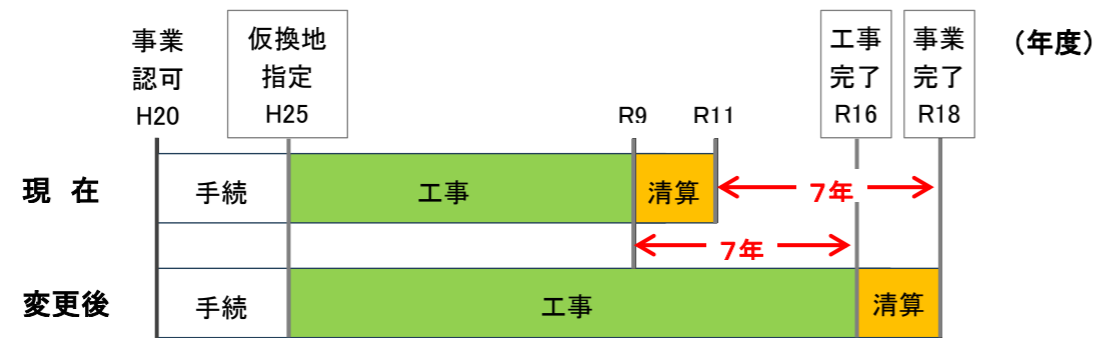 事業
認可
H20
仮換地
指定
H25
R9
R11
工事
完了
R16
事業
完了
R18
（年度）
現 在
手続
工事
清算
7年
7年
変更後
手続
工事
清算